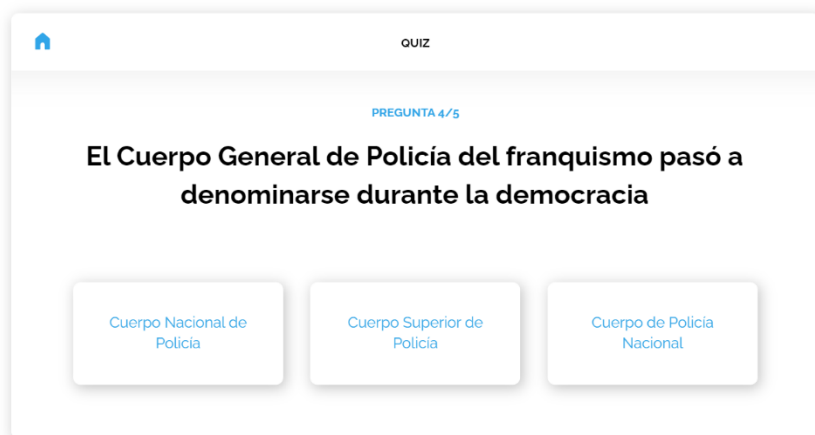 QUIZ
PREGUNTA 4/5
El Cuerpo General de Policía del franquismo pasó a
denominarse durante la democracia
Cuerpo Nacional de
Policía
Cuerpo Superior de
Policía
Cuerpo de Policía
Nacional